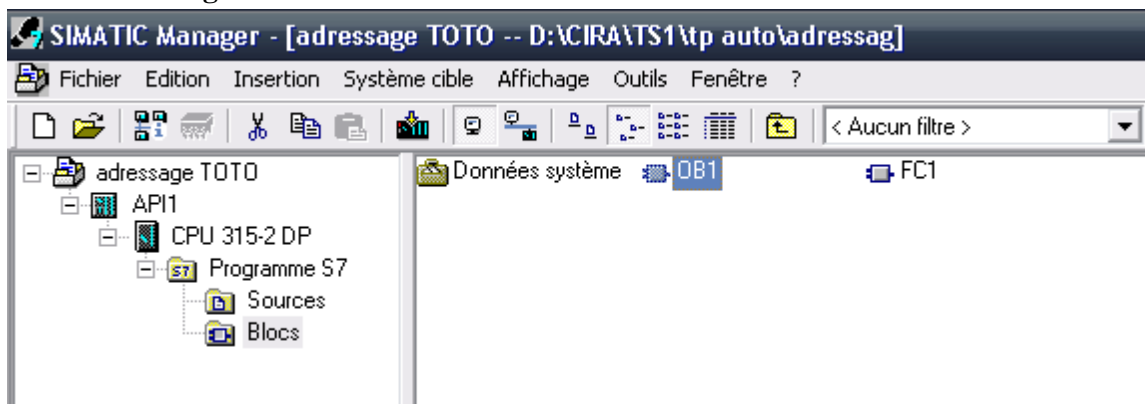 SIMATIC Manager - [adressage TOTO -- D:\CIRA\TS1\tp auto\adressag]
Fichier Edition Insertion Système cible Affichage Outils Fenêtre ?
< Aucun filtre >
adressage TOTO
API1
CPU 315-2 DP
S7 Programme S7
Sources
Blocs
Données système OB1 FC1